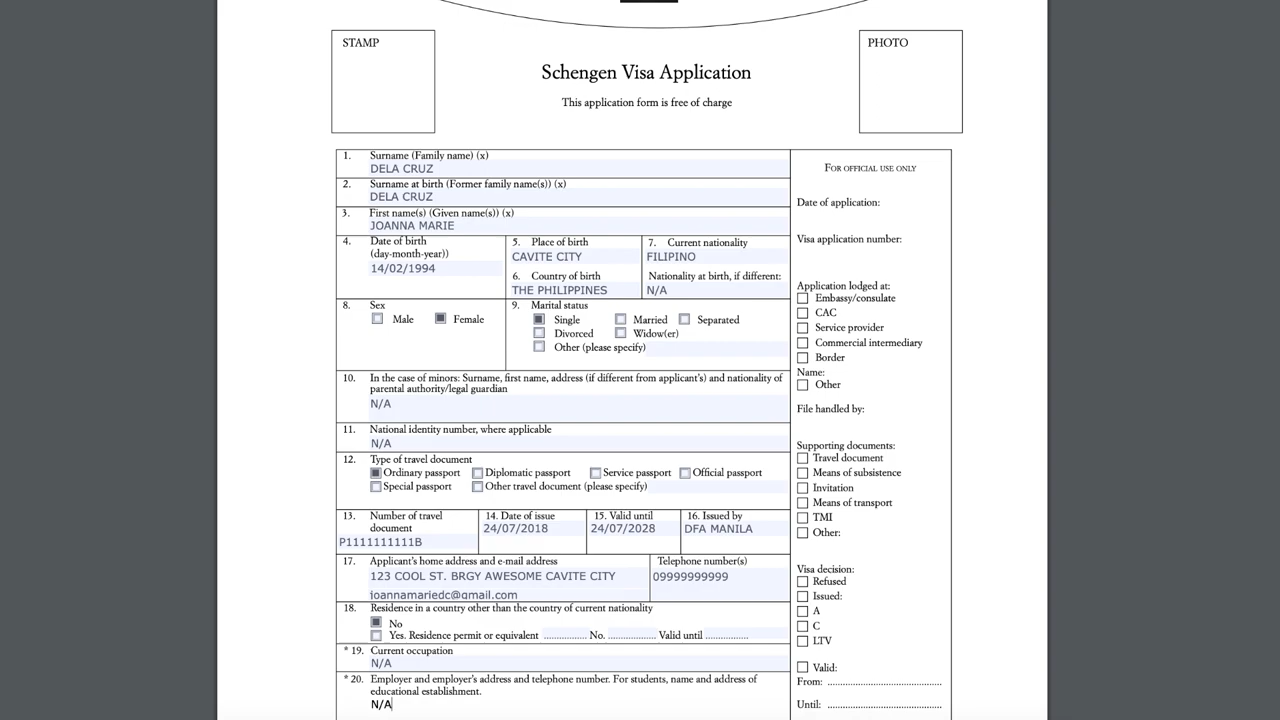 STAMP
PHOTO
Schengen Visa Application
This application form is free of charge
1. Surname (Family name) (x)
DELA CRUZ
2. Surname at birth (Former family name(s)) (x)
DELA CRUZ
3. First name(s) (Given name(s)) (x)
JOANNA MARIE
4. Date of birth
(day-month-year))
14/02/1994
5. Place of birth
CAVITE CITY
6. Country of birth
THE PHILIPPINES
7. Current nationality
FILIPINO
Nationality at birth, if different:
N/A
8. Sex
Male Female
9. Marital status
Single Married Separated
Divorced Widow(er)
Other (please specify)
10. In the case of minors: Surname, first name, address (if different from applicant's) and nationality of
parental authority/legal guardian
N/A
11. National identity number, where applicable
N/A
12. Type of travel document
Ordinary passport Diplomatic passport Service passport Official passport
Special passport Other travel document (please specify)
13. Number of travel
document
P1111111111B
14. Date of issue
24/07/2018
15. Valid until
24/07/2028
16. Issued by
DFA MANILA
17. Applicant's home address and e-mail address
123 COOL ST. BRGY AWESOME CAVITE CITY
joannamariedc@gmail.com
Telephone number(s)
09999999999
18. Residence in a country other than the country of current nationality
No
Yes. Residence permit or equivalent ................ No. .................. Valid until ................
* 19. Current occupation
N/A
* 20. Employer and employer's address and telephone number. For students, name and address of
educational establishment.
N/A
FOR OFFICIAL USE ONLY
Date of application:
Visa application number:
Application lodged at:
Embassy/consulate
CAC
Service provider
Commercial intermediary
Border
Name:
Other
File handled by:
Supporting documents:
Travel document
Means of subsistence
Invitation
Means of transport
TMI
Other:
Visa decision:
Refused
Issued:
A
C
LTV
Valid:
From: ..........................................
Until: ..........................................